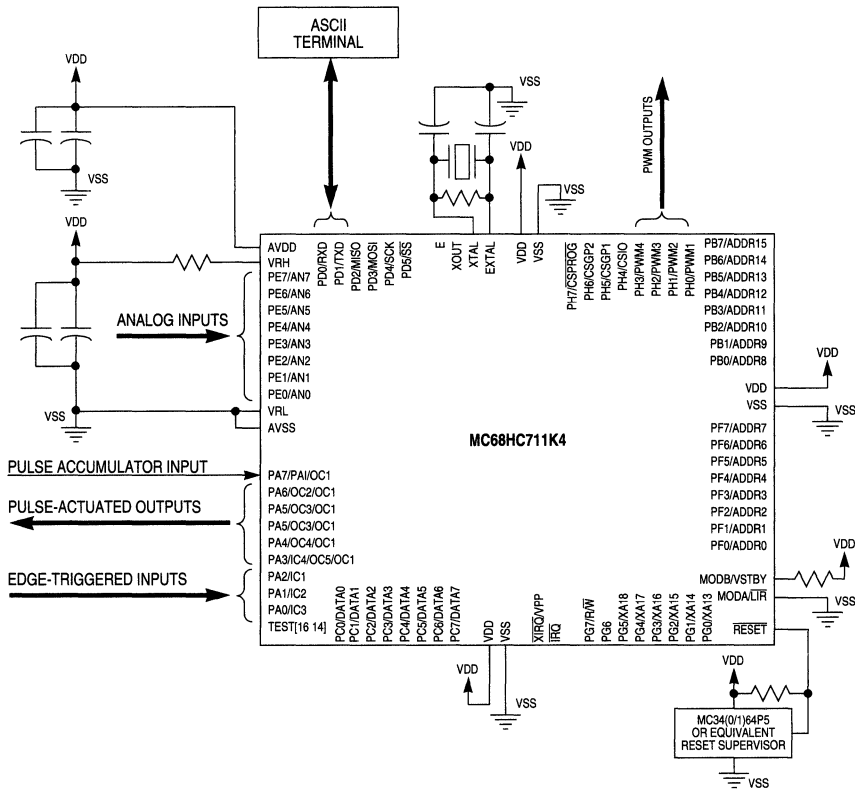 ASCII
TERMINAL
VDD
VSS
VSS
VDD
VSS
PWM OUTPUTS
AVDD
VRH
PE7/AN7
PE6/AN6
PE5/AN5
PE4/AN4
PE3/AN3
PE2/AN2
PE1/AN1
PE0/AN0
VRL
AVSS
VDD
ANALOG INPUTS
VSS
PD0/RXD
PD1/TXD
PD2/MISO
PD3/MOSI
PD4/SCK
PD5/SS
E
XOUT
XTAL
EXTAL
VDD
VSS
PH7/CSPROG
PH6/CSGP2
PH5/CSGP1
PH4/CSIO
PH3/PWM4
PH2/PWM3
PH1/PWM2
PH0/PWM1
PB7/ADDR15
PB6/ADDR14
PB5/ADDR13
PB4/ADDR12
PB3/ADDR11
PB2/ADDR10
PB1/ADDR9
PB0/ADDR8
VDD
VDD
VSS
VSS
MC68HC711K4
PF7/ADDR7
PF6/ADDR6
PF5/ADDR5
PF4/ADDR4
PF3/ADDR3
PF2/ADDR2
PF1/ADDR1
PF0/ADDR0
PULSE ACCUMULATOR INPUT
PULSE-ACTUATED OUTPUTS
EDGE-TRIGGERED INPUTS
PA7/PAI/OC1
PA6/OC2/OC1
PA5/OC3/OC1
PA5/OC3/OC1
PA4/OC4/OC1
PA3/IC4/OC5/OC1
PA2/IC1
PA1/IC2
PA0/IC3
TEST[16 14]
PC0/DATA0
PC1/DATA1
PC2/DATA2
PC3/DATA3
PC4/DATA4
PC5/DATA5
PC6/DATA6
PC7/DATA7
VDD
VSS
XIRQ/VPP
IRQ
PG7/R/W
PG6
PG5/XA18
PG4/XA17
PG3/XA16
PG2/XA15
PG1/XA14
PG0/XA13
VDD
MODB/VSTBY
MODA/LIR
VSS
RESET
VDD
VSS
VDD
MC34(0/1)64P5
OR EQUIVALENT
RESET SUPERVISOR
VSS